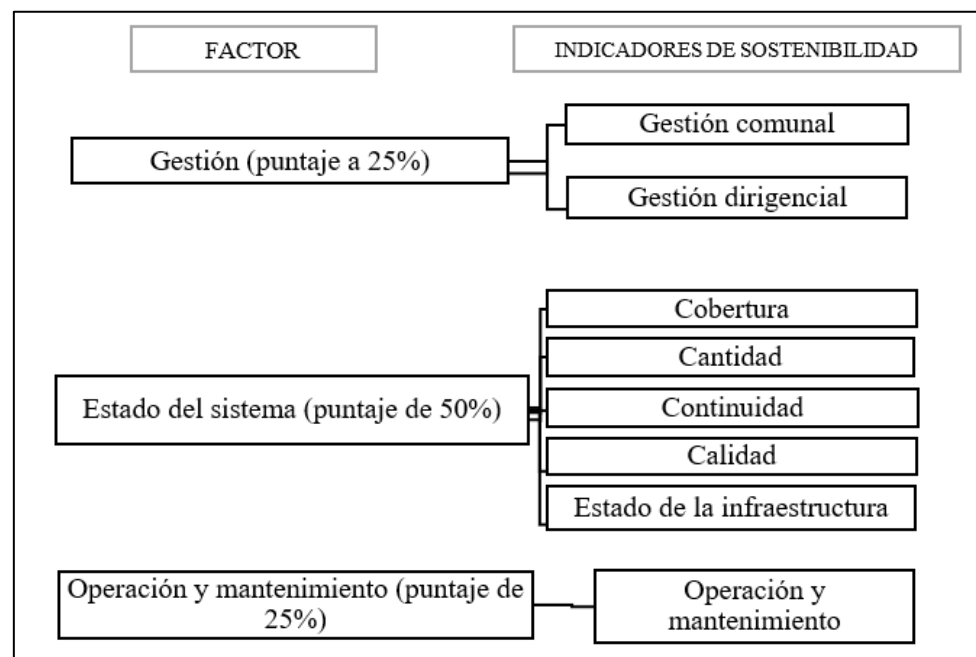 FACTOR
INDICADORES DE SOSTENIBILIDAD
Gestión (puntaje a 25%)
Gestión comunal
Gestión dirigencial
Estado del sistema (puntaje de 50%)
Cobertura
Cantidad
Continuidad
Calidad
Estado de la infraestructura
Operación y mantenimiento (puntaje de
25%)
Operación y
mantenimiento